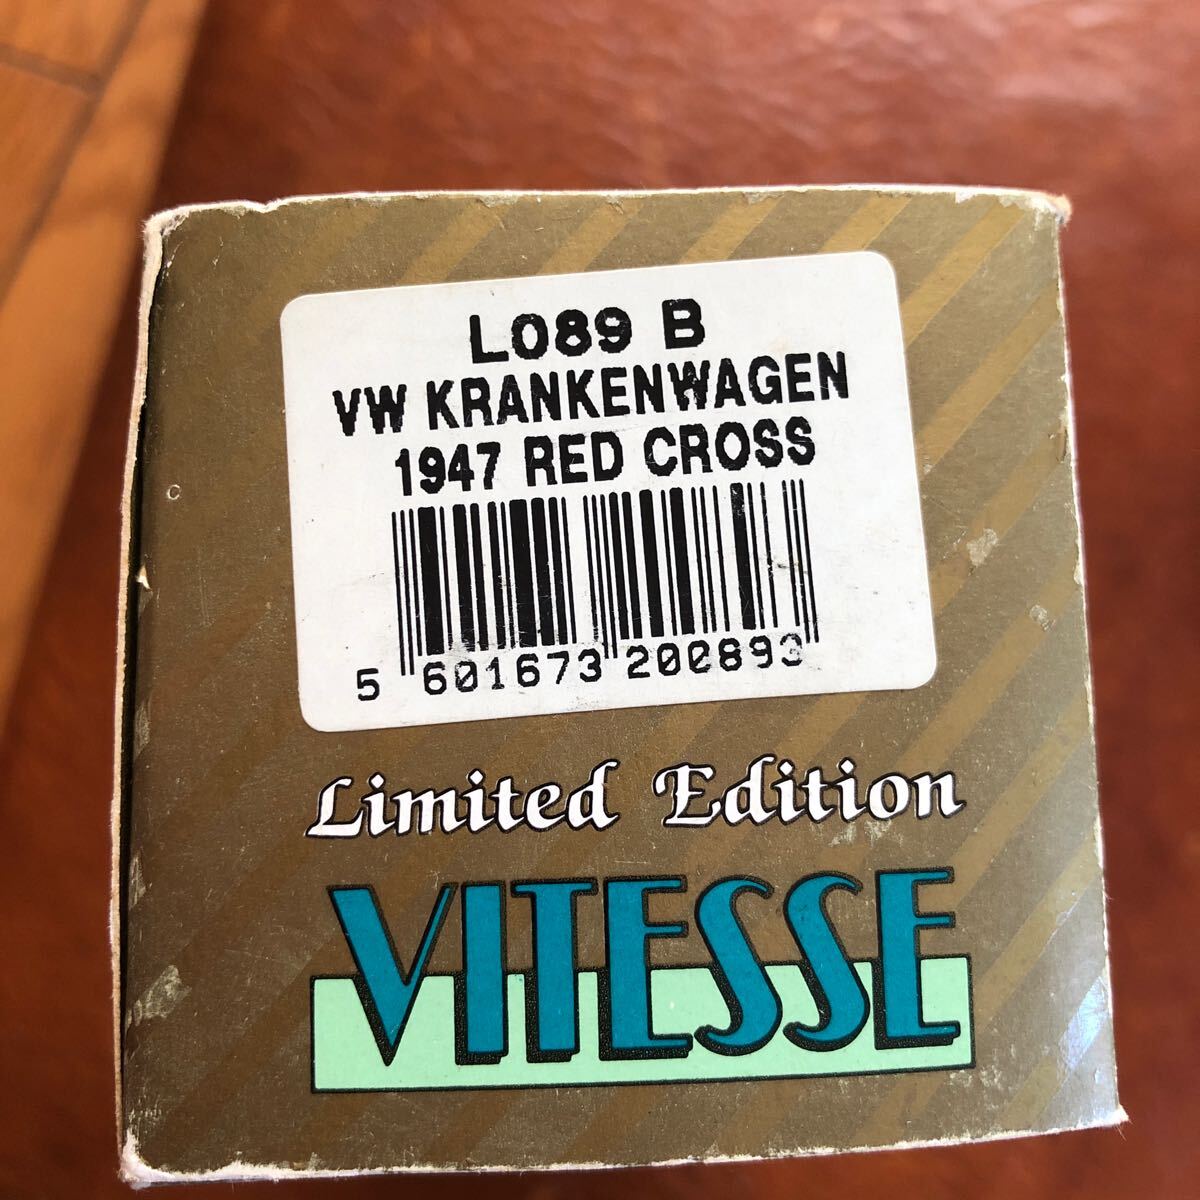 L089 B
VW KRANKENWAGEN
1947 RED CROSS
5 601673 200893
Limited Edition
VITESSE